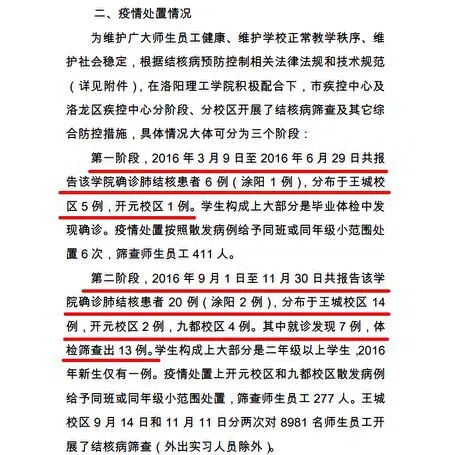 二、疫情处置情况
为维护广大师生员工健康、维护学校正常教学秩序、维
护社会稳定，根据结核病预防控制相关法律法规和技术规范
（详见附件），在洛阳理工学院积极配合下，市疾控中心及
洛龙区疾控中心分阶段、分校区开展了结核病筛查及其它综
合防控措施，具体情况大体可分为三个阶段：
第一阶段，2016 年 3 月 9 日至 2016 年 6 月 29 日共报
告该学院确诊肺结核患者 6 例（涂阳 1 例），分布于王城校
区 5 例，开元校区 1 例。学生构成上大部分是毕业体检中发
现确诊。疫情处置按照散发病例给予同班或同年级小范围处
置 6 次，筛查师生员工 411 人。
第二阶段，2016 年 9 月 1 日至 11 月 30 日共报告该学
院确诊肺结核患者 20 例（涂阳 2 例），分布于王城校区 14
例，开元校区 2 例，九都校区 4 例。其中就诊发现 7 例，体
检筛查出 13 例。学生构成上大部分是二年级以上学生，2016
年新生仅有一例。疫情处置上开元校区和九都校区散发病例
给予同班或同年级小范围处置，筛查师生员工 277 人。王城
校区 9 月 14 日和 11 月 11 日分两次对 8981 名师生员工开
展了结核病筛查（外出实习人员除外）。